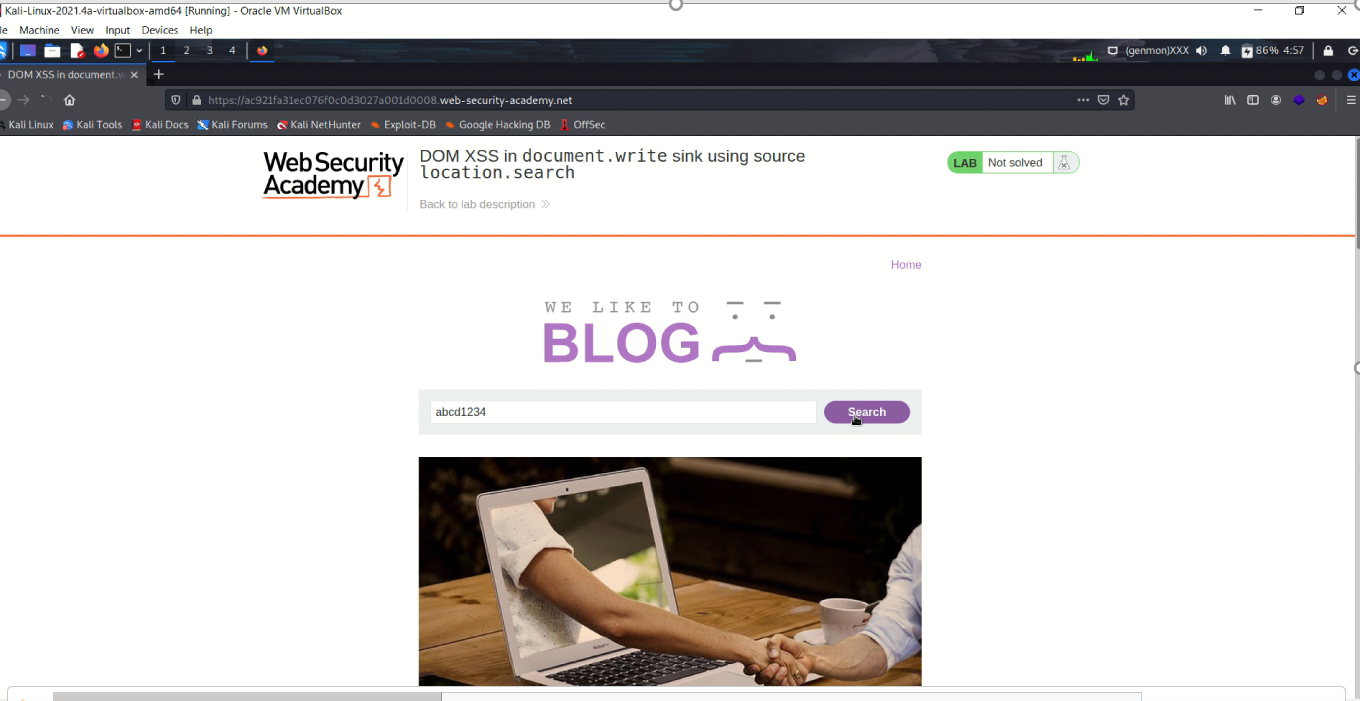 Kali-Linux-2021.4a-virtualbox-amd64 [Running] - Oracle VM VirtualBox
Machine View Input Devices Help
1 2 3 4 (genmon)XXX 86% 4:57
DOM XSS in document.w
https://ac921fa31ec076f0c0d3027a001d0008.web-security-academy.net
Kali Linux Kali Tools Kali Docs Kali Forums Kali NetHunter Exploit-DB Google Hacking DB OffSec
Web Security
Academy
DOM XSS in document.write sink using source
location.search
LAB Not solved
Back to lab description
Home
WE LIKE TO
BLOG
abcd1234 Search